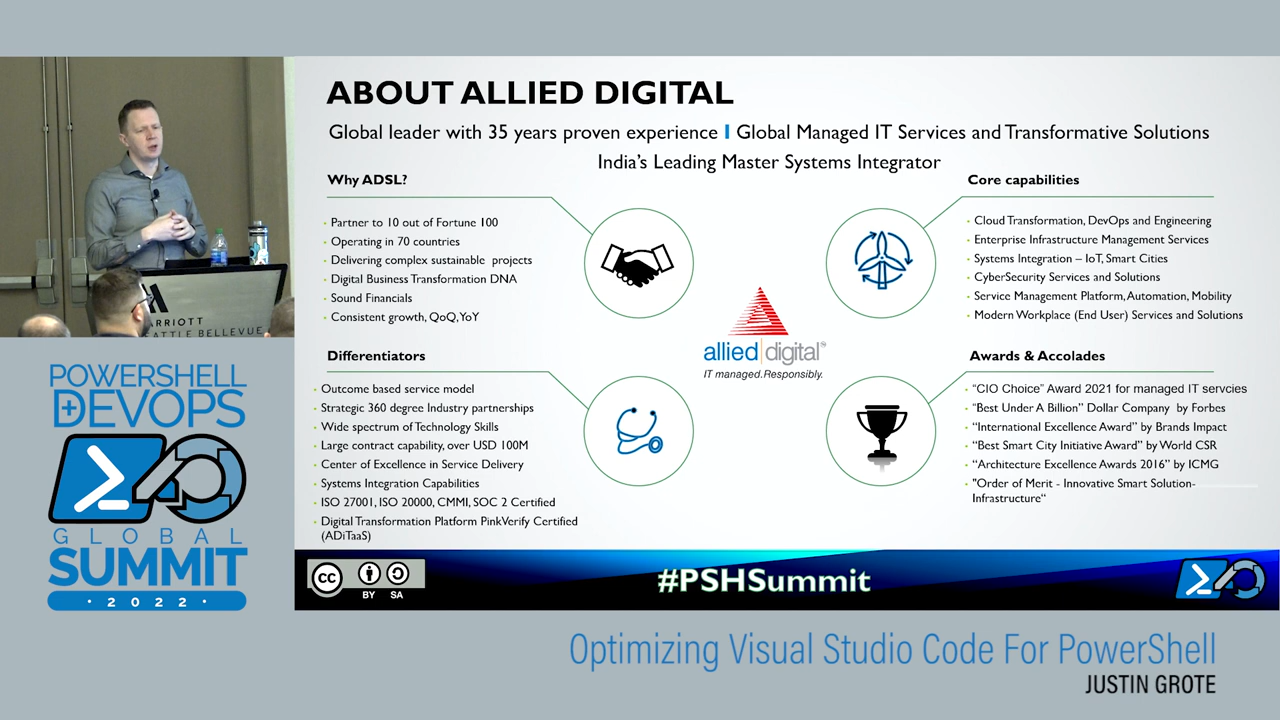 ABOUT ALLIED DIGITAL
Global leader with 35 years proven experience I Global Managed IT Services and Transformative Solutions
India's Leading Master Systems Integrator
Why ADSL?
Partner to 10 out of Fortune 100
Operating in 70 countries
Delivering complex sustainable projects
Digital Business Transformation DNA
Sound Financials
Consistent growth, QoQ, YoY
Core capabilities
Cloud Transformation, DevOps and Engineering
Enterprise Infrastructure Management Services
Systems Integration – IoT, Smart Cities
CyberSecurity Services and Solutions
Service Management Platform, Automation, Mobility
Modern Workplace (End User) Services and Solutions
allied digital
IT managed.Responsibly.
Differentiators
Outcome based service model
Strategic 360 degree Industry partnerships
Wide spectrum of Technology Skills
Large contract capability, over USD 100M
Center of Excellence in Service Delivery
Systems Integration Capabilities
ISO 27001, ISO 20000, CMMI, SOC 2 Certified
Digital Transformation Platform PinkVerify Certified
(ADiTaaS)
Awards & Accolades
"CIO Choice" Award 2021 for managed IT servcies
"Best Under A Billion" Dollar Company by Forbes
"International Excellence Award" by Brands Impact
"Best Smart City Initiative Award" by World CSR
"Architecture Excellence Awards 2016" by ICMG
"Order of Merit - Innovative Smart Solution-
Infrastructure"
ARRIOTT
EATTLE BELLEVUE
POWERSHELL
+DEVOPS
GLOBAL
SUMMIT
· 2022 ·
CC
BY SA
#PSHSummit
Optimizing Visual Studio Code For PowerShell
JUSTIN GROTE